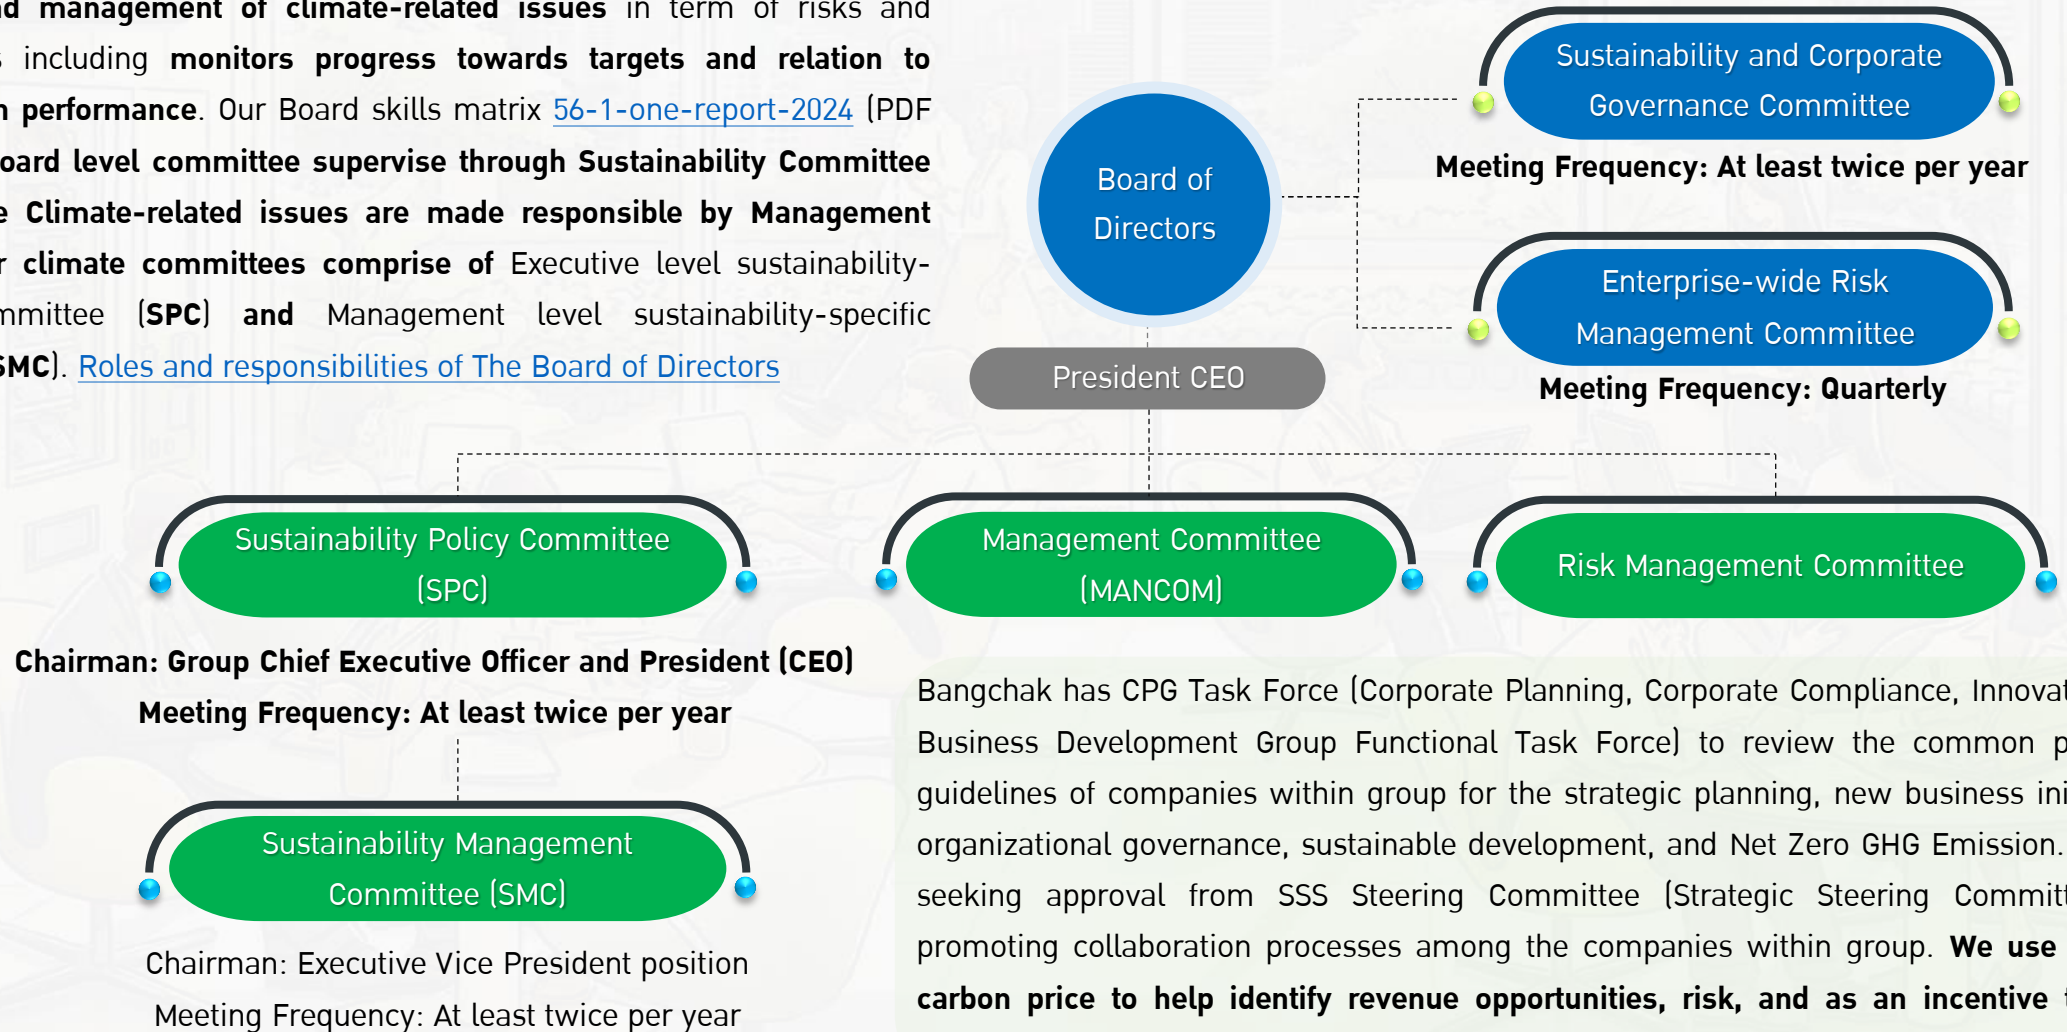 management of climate-related issues in term of risks and
including monitors progress towards targets and relation to
performance. Our Board skills matrix 56-1-one-report-2024 (PDF
level committee supervise through Sustainability Committee
Climate-related issues are made responsible by Management
climate committees comprise of Executive level sustainability-
(SPC) and Management level sustainability-specific
SMC). Roles and responsibilities of The Board of Directors
Board of
Directors
Sustainability and Corporate
Governance Committee
Meeting Frequency: At least twice per year
Enterprise-wide Risk
Management Committee
Meeting Frequency: Quarterly
President CEO
Sustainability Policy Committee
(SPC)
Chairman: Group Chief Executive Officer and President (CEO)
Meeting Frequency: At least twice per year
Sustainability Management
Committee (SMC)
Chairman: Executive Vice President position
Meeting Frequency: At least twice per year
Management Committee
(MANCOM)
Risk Management Committee
Bangchak has CPG Task Force (Corporate Planning, Corporate Compliance,
Business Development Group Functional Task Force) to review the common
guidelines of companies within group for the strategic planning, new business
organizational governance, sustainable development, and Net Zero GHG Emission.
seeking approval from SSS Steering Committee (Strategic Steering
promoting collaboration processes among the companies within group. We use
carbon price to help identify revenue opportunities, risk, and as an incentive